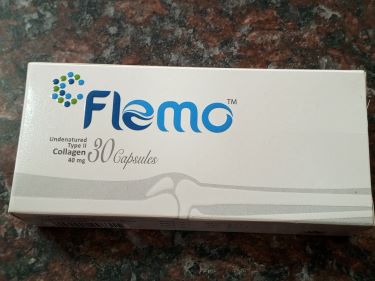 Flemo™
Undenatured
Type II
Collagen
40 mg
30 Capsules